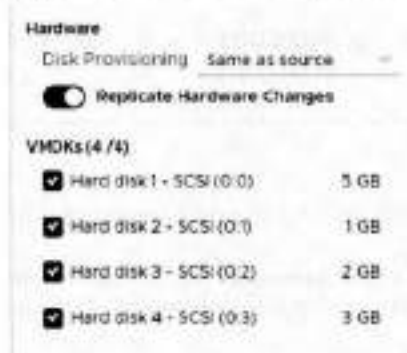 Hardware
Disk Provisioning Same as source
Replicate Hardware Changes
VMDKs (4 /4)
Hard disk 1 - SCSI (0:0) 5 GB
Hard disk 2 - SCSI (0:1) 1 GB
Hard disk 3 - SCSI (0:2) 2 GB
Hard disk 4 - SCSI (0:3) 3 GB